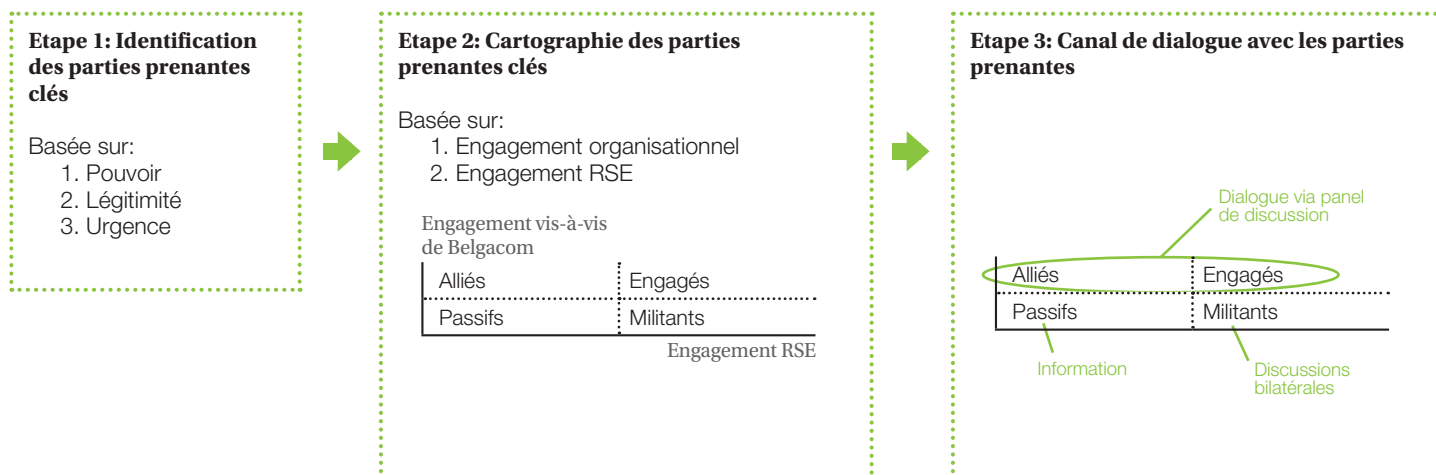 Etape 1: Identification
des parties prenantes
clés
Basée sur:
1. Pouvoir
2. Légitimité
3. Urgence
Etape 2: Cartographie des parties
prenantes clés
Basée sur:
1. Engagement organisationnel
2. Engagement RSE
Engagement vis-à-vis
de Belgacom
Alliés
Engagés
Passifs
Militants
Engagement RSE
Etape 3: Canal de dialogue avec les parties
prenantes
Dialogue via panel
de discussion
Alliés
Engagés
Passifs
Militants
Information
Discussions
bilatérales